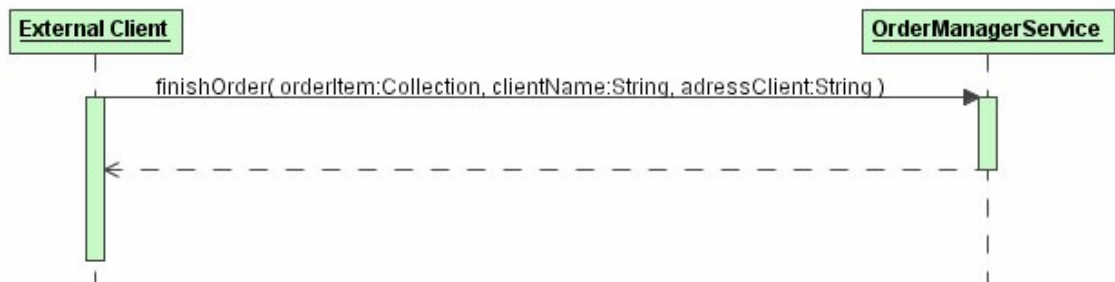 External Client
OrderManagerService
finishOrder( orderItem:Collection, clientName:String, adressClient:String )